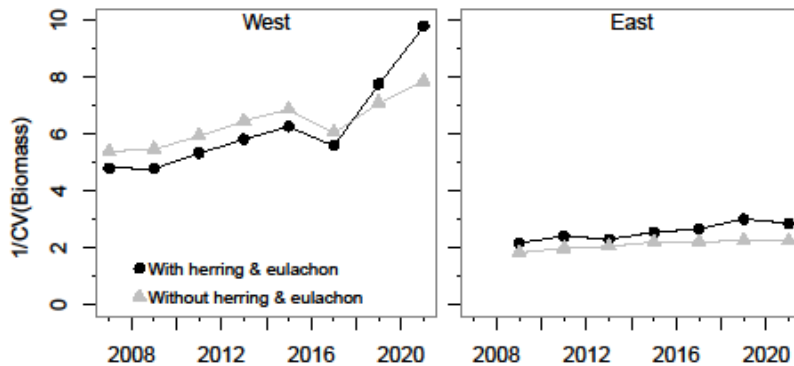 West
East
10
8
6
4
2
0
1/CV(Biomass)
With herring & eulachon
Without herring & eulachon
2008 2012 2016 2020
2008 2012 2016 2020